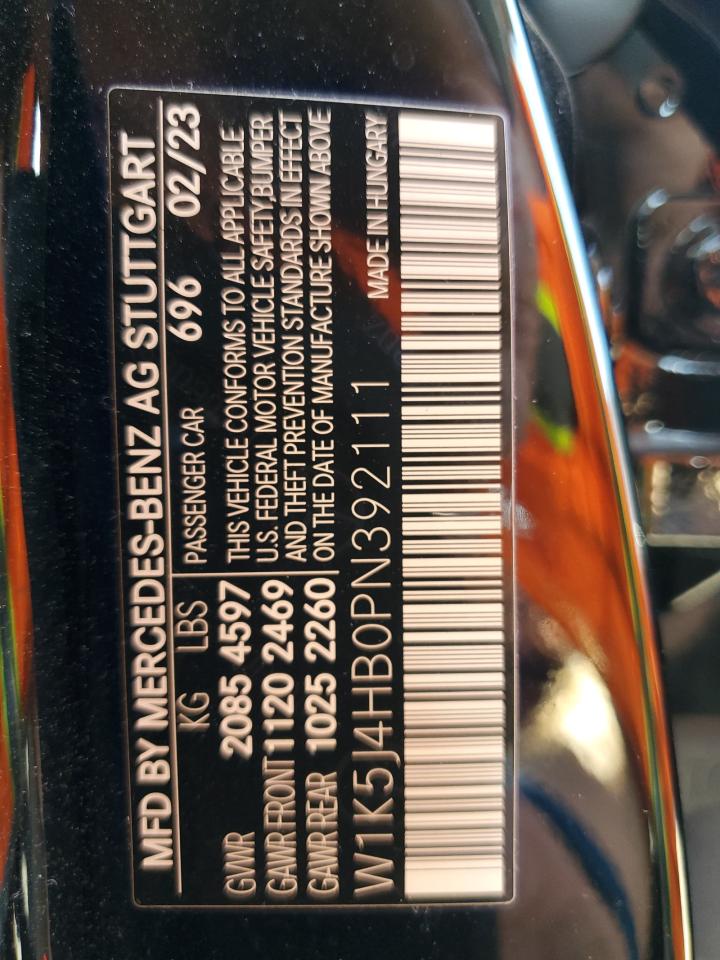 MFD BY MERCEDES-BENZ AG STUTTGART
KG LBS PASSENGER CAR 696 02/23
GWR 2085 4597
GAWR FRONT 1120 2469
GAWR REAR 1025 2260
THIS VEHICLE CONFORMS TO ALL APPLICABLE
U.S. FEDERAL MOTOR VEHICLE SAFETY,BUMPER
AND THEFT PREVENTION STANDARDS IN EFFECT
ON THE DATE OF MANUFACTURE SHOWN ABOVE
W1K5J4HB0PN392111 MADE IN HUNGARY